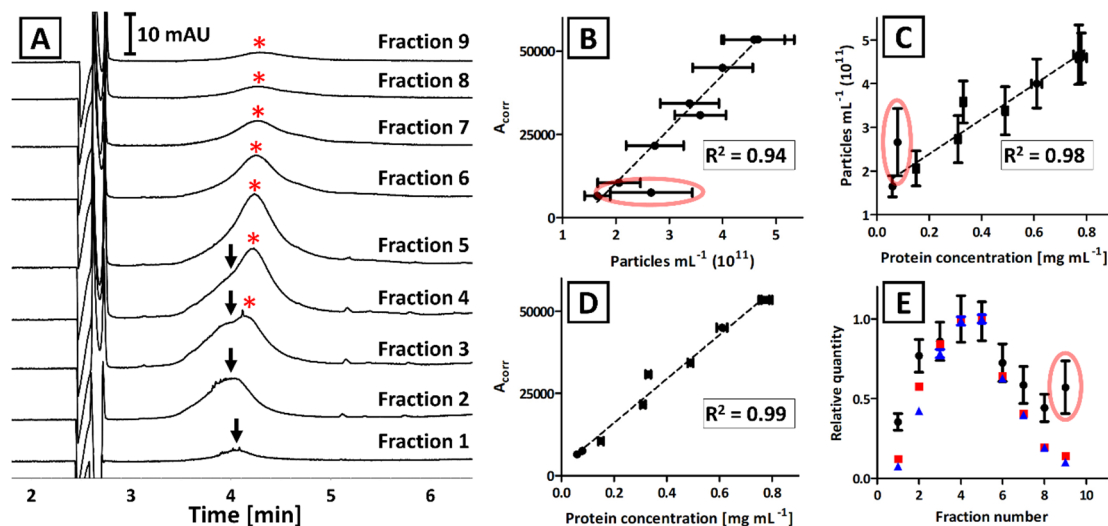 A
10 mAU
Fraction 9
*
Fraction 8
*
Fraction 7
*
Fraction 6
*
Fraction 5
*
Fraction 4
*
Fraction 3
*
Fraction 2
Fraction 1
2 3 4 5 6
Time [min]
B
A_corr
50000
25000
0
R² = 0.94
1 2 3 4 5
Particles mL⁻¹ (10¹¹)
C
Particles mL⁻¹ (10¹¹)
5
4
3
2
1
R² = 0.98
0.0 0.2 0.4 0.6 0.8
Protein concentration [mg mL⁻¹]
D
A_corr
50000
25000
0
R² = 0.99
0.0 0.2 0.4 0.6 0.8
Protein concentration [mg mL⁻¹]
E
Relative quantity
1.0
0.5
0.0
0 2 4 6 8 10
Fraction number